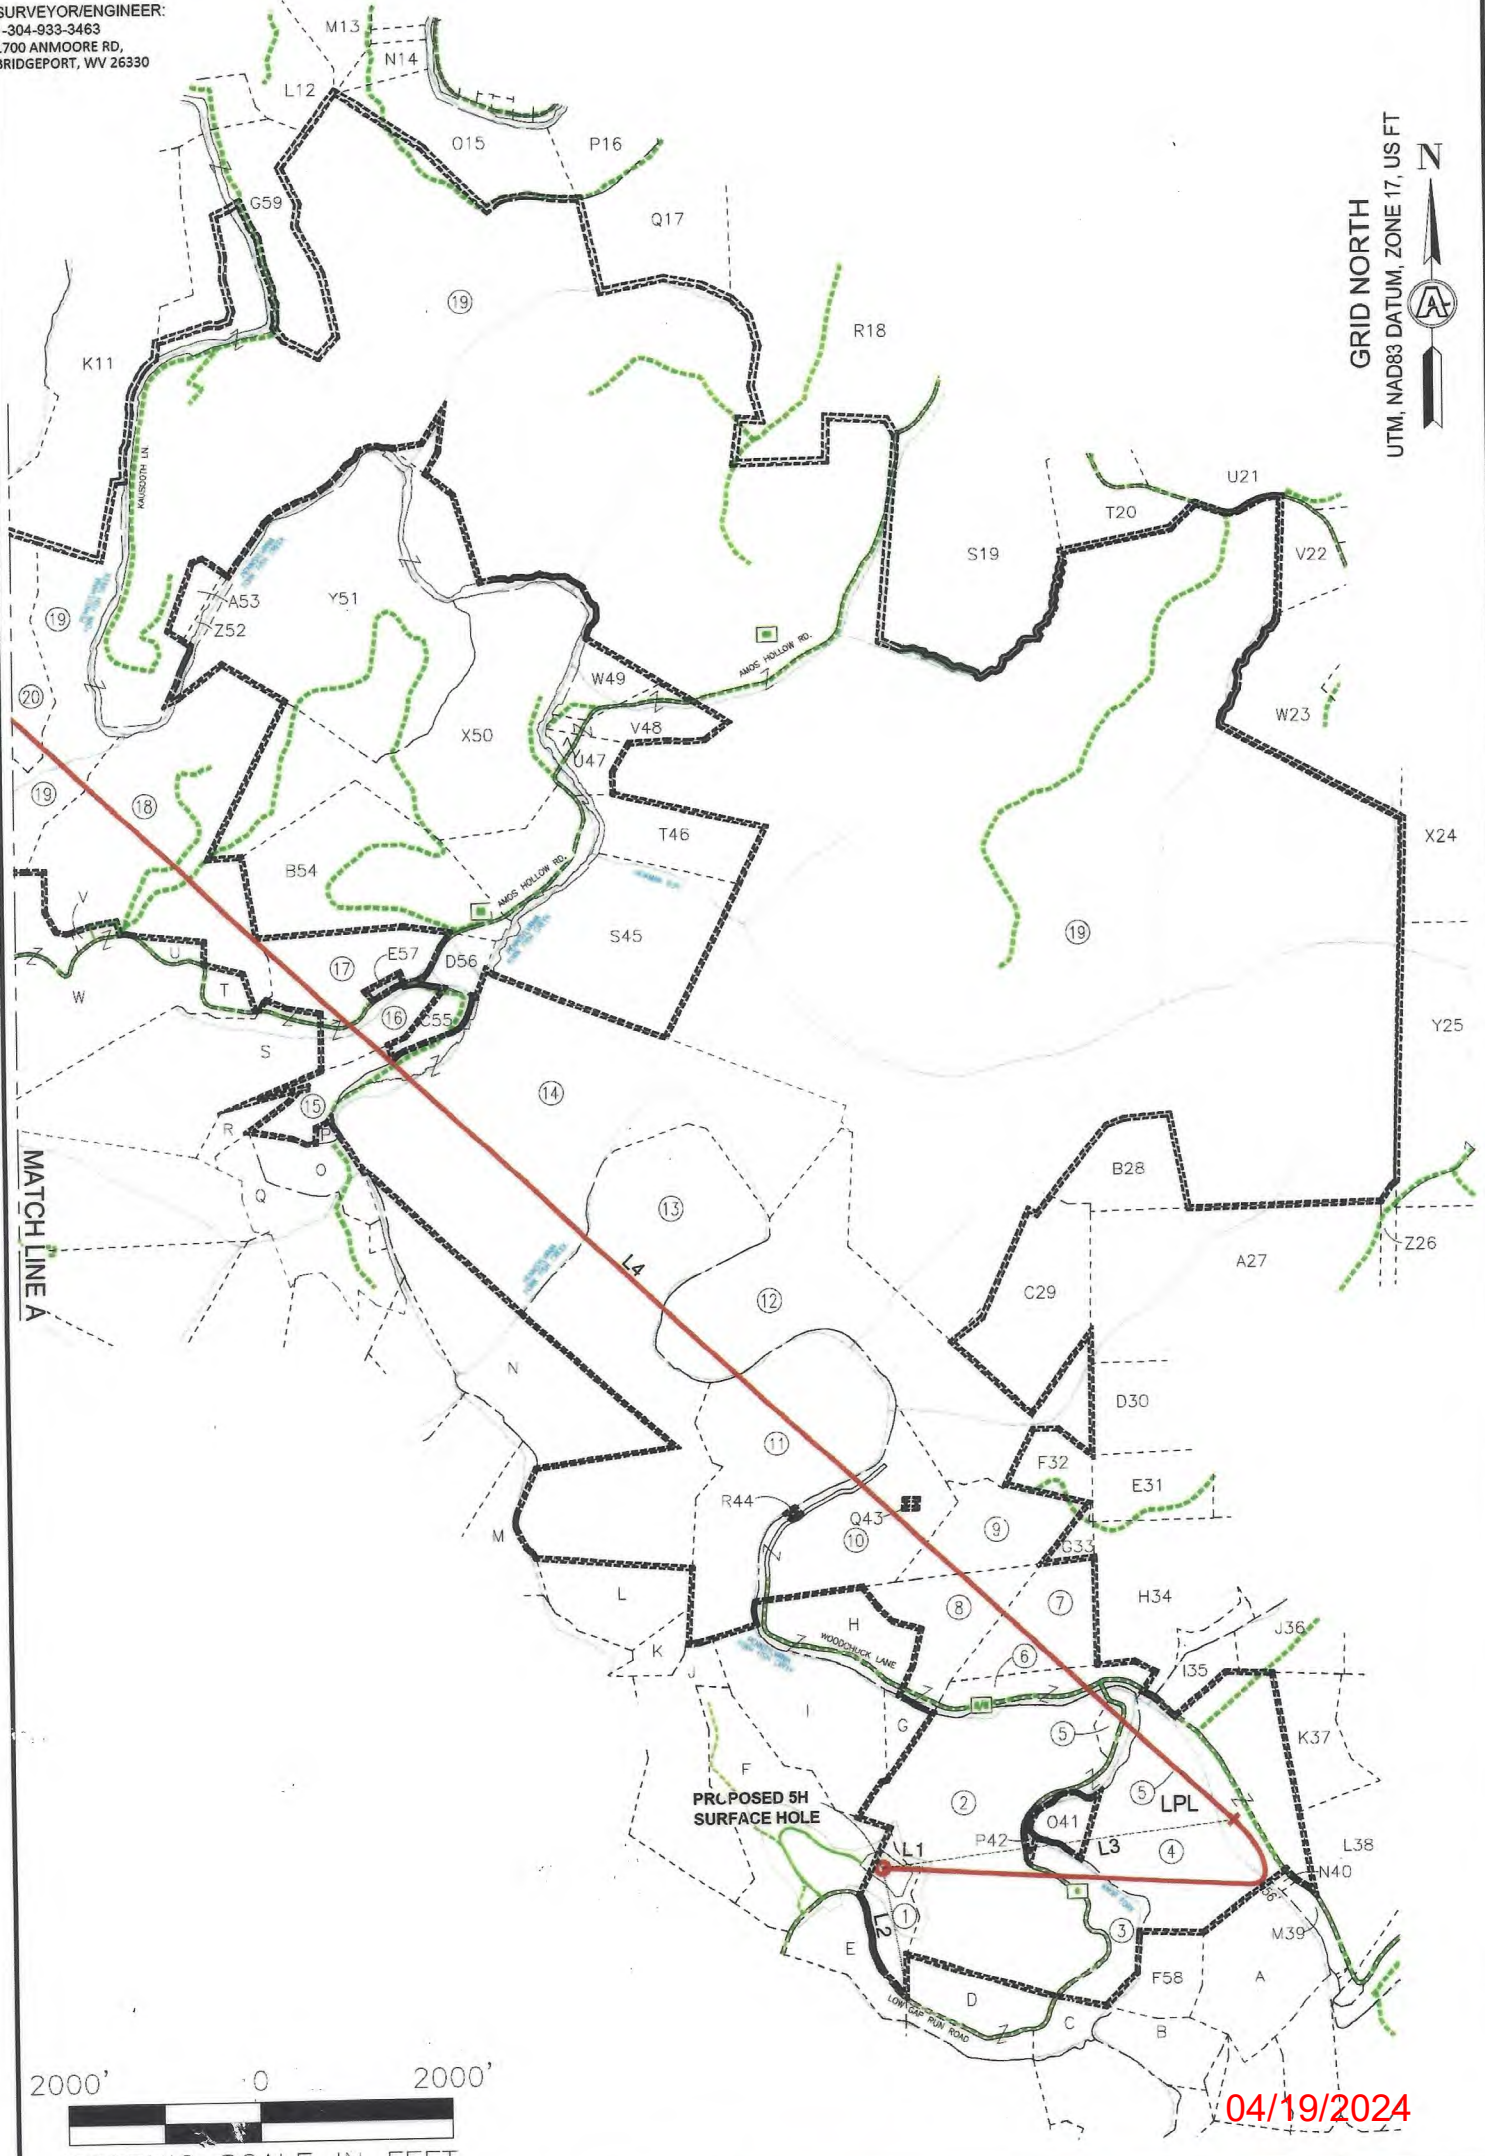 SURVEYOR/ENGINEER:
-304-933-3463
700 ANMOORE RD,
BRIDGEPORT, WV 26330
GRID NORTH
UTM, NAD83 DATUM, ZONE 17, US FT
N
A
M13
N14
L12
O15
P16
G59
Q17
19
R18
K11
KAUSOOTH LN.
U21
T20
S19
V22
A53
Y51
Z52
19
20
AMOS HOLLOW RD.
W49
V48
W23
X50
U47
19
18
T46
X24
B54
AMOS HOLLOW RD.
V
S45
19
U
17
E57
D56
W
T
16
C55
Y25
S
14
15
R
P
O
Q
B28
13
MATCH LINE A
Z26
A27
L4
C29
12
N
D30
11
F32
E31
R44
Q43
M
10
9
G33
L
8
7
H34
H
WOODCHUCK LANE
J36
K
6
I35
J
I
G
5
K37
F
PROPOSED 5H
SURFACE HOLE
2
5
LPL
O41
P42
L1
L3
4
L38
N40
56'
L2
1
3
M39
E
F58
A
D
LOW GAP RUN ROAD
C
B
2000'
0
2000'
SCALE IN FEET
04/19/2024